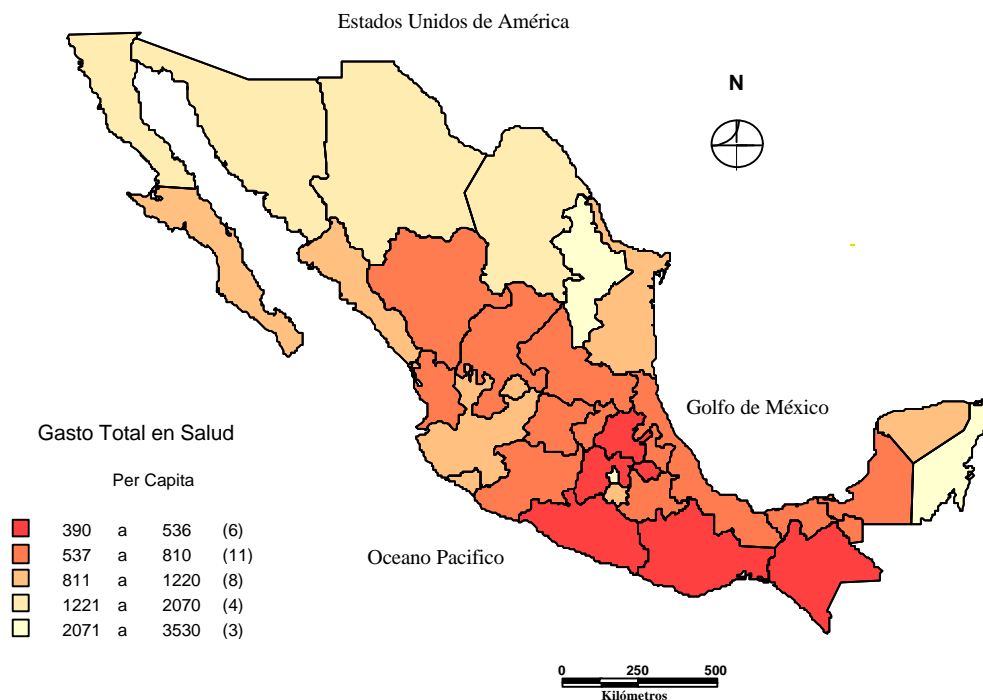 Estados Unidos de América
N
Golfo de México
Gasto Total en Salud
Per Capita
390 a 536 (6)
537 a 810 (11)
811 a 1220 (8)
1221 a 2070 (4)
2071 a 3530 (3)
Oceano Pacifico
0 250 500
Kilómetros